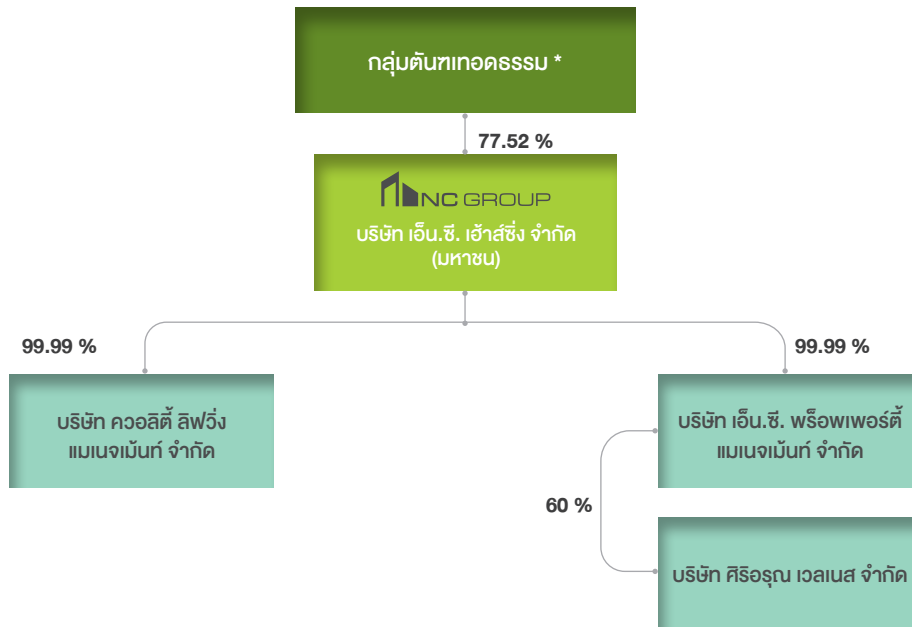 กลุ่มตันฑเทอดธรรม *
77.52 %
NC GROUP
บริษัท เอ็น.ซี. เฮ้าส์ซิ่ง จำกัด
(มหาชน)
99.99 %
99.99 %
บริษัท ควอลิตี้ ลิฟวิ่ง
แมเนจเม้นท์ จำกัด
บริษัท เอ็น.ซี. พร็อพเพอร์ตี้
แมเนจเม้นท์ จำกัด
60 %
บริษัท ศิริอรุณ เวลเนส จำกัด